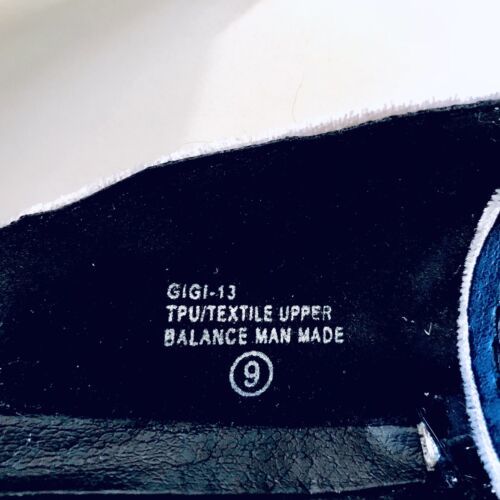 GIGI-13
TPU/TEXTILE UPPER
BALANCE MAN MADE
9